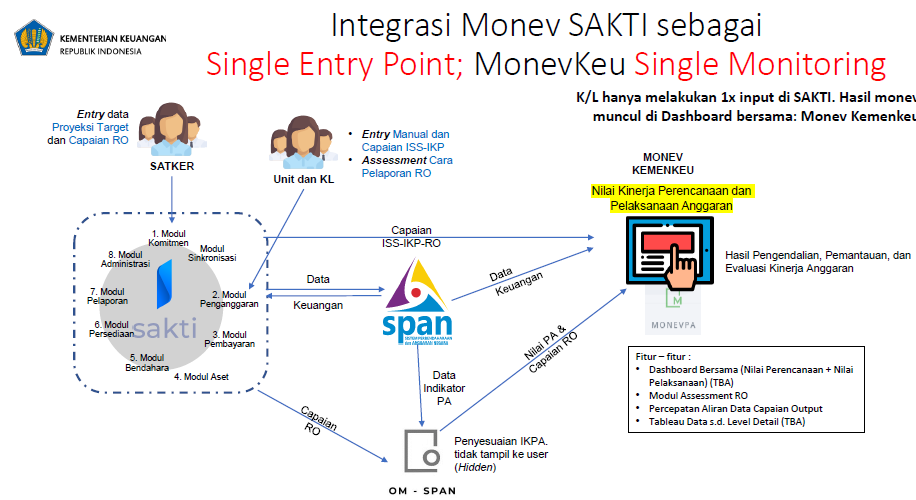 KEMENTERIAN KEUANGAN
REPUBLIK INDONESIA
Integrasi Monev SAKTI sebagai
Single Entry Point; MonevKeu Single Monitoring
K/L hanya melakukan 1x input di SAKTI. Hasil monev
muncul di Dashboard bersama: Monev Kemenkeu
Entry data
Proyeksi Target
dan Capaian RO
SATKER
• Entry Manual dan
Capaian ISS-IKP
• Assessment Cara
Pelaporan RO
Unit dan KL
MONEV
KEMENKEU
Nilai Kinerja Perencanaan dan
Pelaksanaan Anggaran
Hasil Pengendalian, Pemantauan, dan
Evaluasi Kinerja Anggaran
MONEVPA
1. Modul
Komitmen
Modul
Sinkronisasi
8. Modul
Administrasi
2. Modul
Penganggaran
7. Modul
Pelaporan
sakti
6. Modul
Persediaan
3. Modul
Pembayaran
5. Modul
Bendahara
4. Modul Aset
Capaian
ISS-IKP-RO
Data
Keuangan
span
SISTEM PERBENDAHARAAN
dan ANGGARAN NEGARA
Data
Keuangan
Nilai PA &
Capaian RO
Data
Indikator
PA
Capaian
RO
Penyesuaian IKPA.
tidak tampil ke user
(Hidden)
OM - SPAN
Fitur – fitur :
• Dashboard Bersama (Nilai Perencanaan + Nilai
Pelaksanaan) (TBA)
• Modul Assessment RO
• Percepatan Aliran Data Capaian Output
• Tableau Data s.d. Level Detail (TBA)